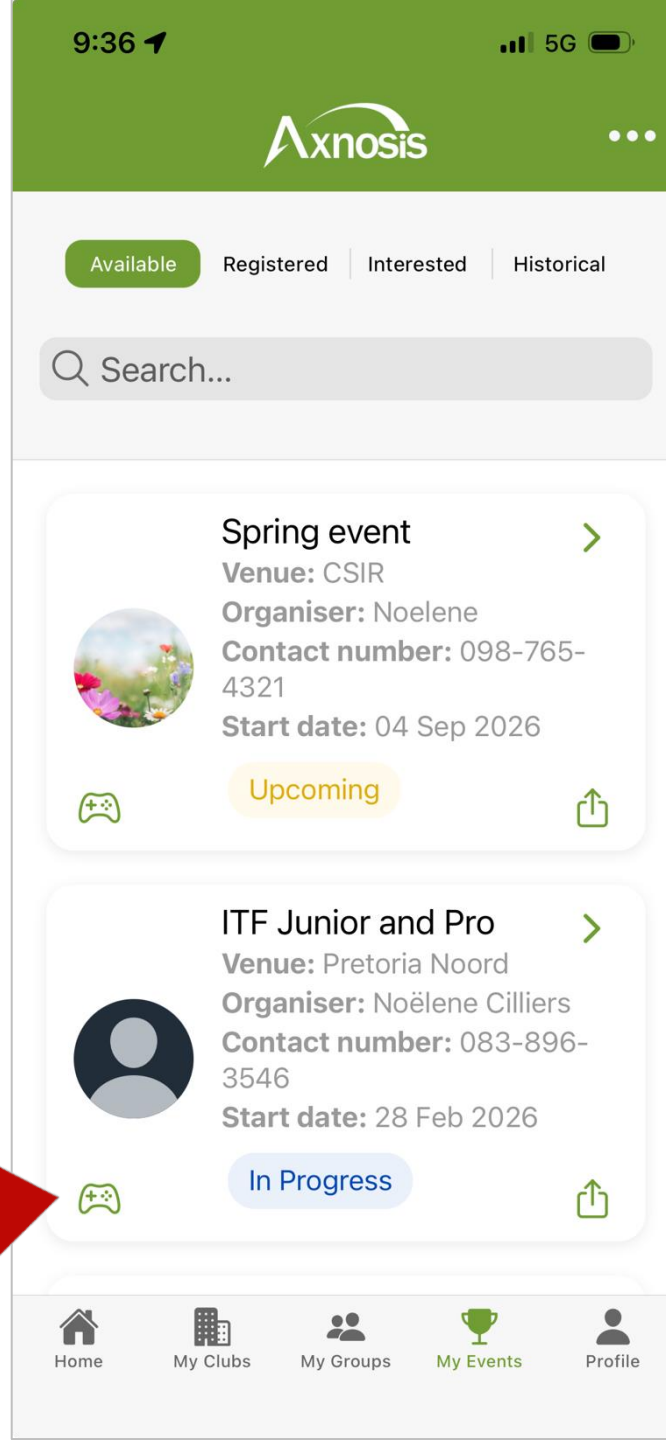 9:36
5G
Axnosis
Available Registered Interested Historical
Search...
Spring event
Venue: CSIR
Organiser: Noelene
Contact number: 098-765-
4321
Start date: 04 Sep 2026
Upcoming
ITF Junior and Pro
Venue: Pretoria Noord
Organiser: Noëlene Cilliers
Contact number: 083-896-
3546
Start date: 28 Feb 2026
In Progress
Home My Clubs My Groups My Events Profile